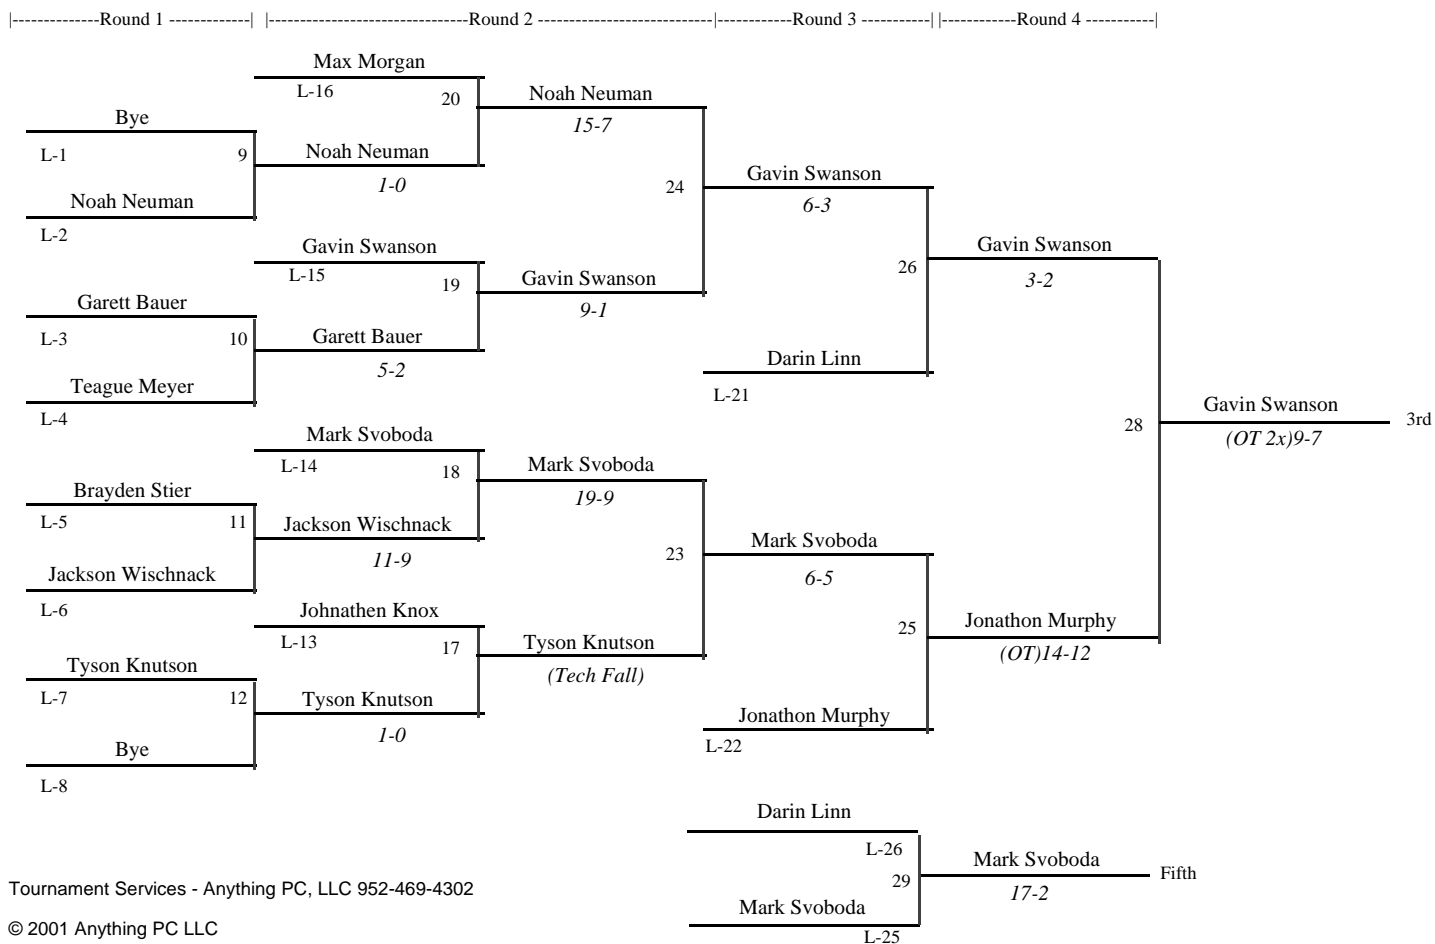 |--------------Round 1 --------------| |--------------------------------Round 2 ----------------------------|------------Round 3 -----------| |------------Round 4 -----------|
Max Morgan
L-16
20
Noah Neuman
15-7
Bye
L-1
9
Noah Neuman
1-0
24
Gavin Swanson
6-3
Noah Neuman
L-2
Gavin Swanson
L-15
19
Gavin Swanson
9-1
26
Gavin Swanson
3-2
Garett Bauer
L-3
10
Garett Bauer
5-2
Teague Meyer
L-4
Darin Linn
L-21
28
Gavin Swanson
3rd
(OT 2x)9-7
Mark Svoboda
L-14
18
Mark Svoboda
19-9
Brayden Stier
L-5
11
Jackson Wischnack
11-9
23
Mark Svoboda
6-5
Jackson Wischnack
L-6
Johnathen Knox
L-13
17
Tyson Knutson
(Tech Fall)
25
Jonathon Murphy
(OT)14-12
Tyson Knutson
L-7
12
Tyson Knutson
1-0
Jonathon Murphy
L-22
Bye
L-8
Darin Linn
L-26
29
Mark Svoboda
Fifth
17-2
Mark Svoboda
L-25
Tournament Services - Anything PC, LLC 952-469-4302
© 2001 Anything PC LLC